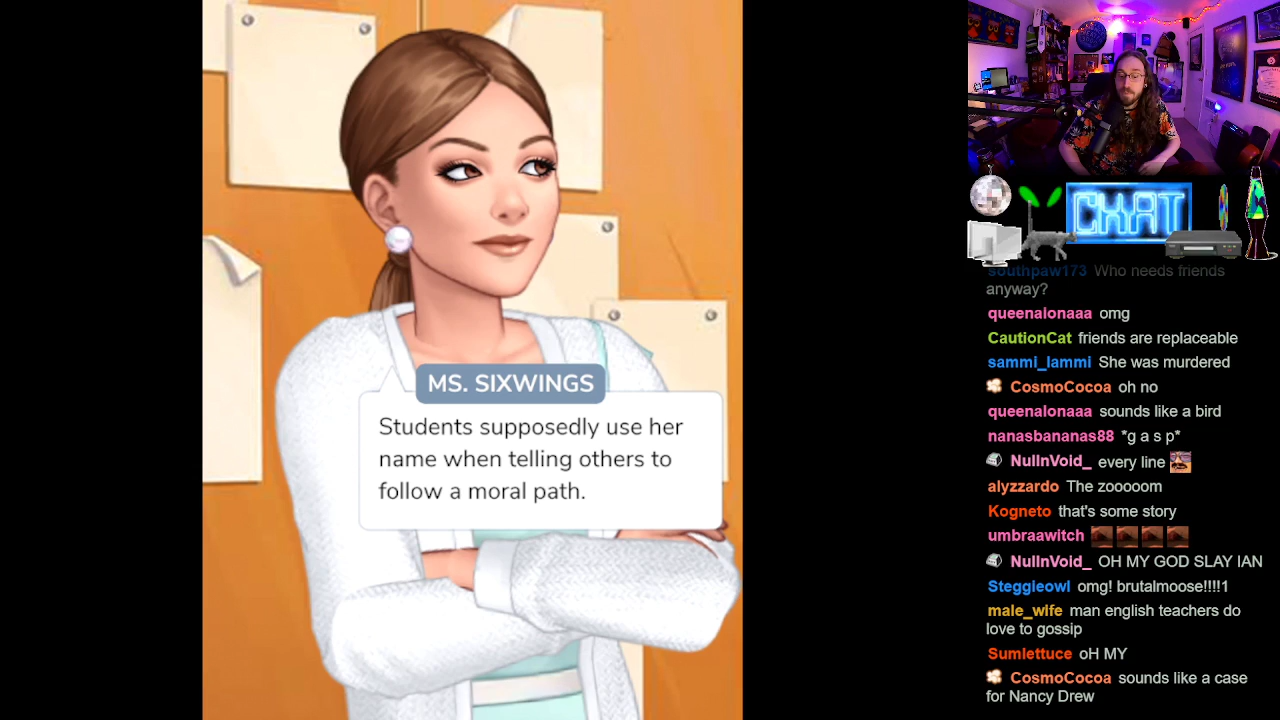 MS. SIXWINGS
Students supposedly use her
name when telling others to
follow a moral path.
CHAT
southpaw173 Who needs friends
anyway?
queenalonaaa omg
CautionCat friends are replaceable
sammi_lammi She was murdered
CosmoCocoa oh no
queenalonaaa sounds like a bird
nanasbananas88 *g a s p*
NullnVoid_ every line
alyzzardo The zooooom
Kogneto that's some story
umbraawitch
NullnVoid_ OH MY GOD SLAY IAN
Steggieowl omg! brutalmoose!!!!1
male_wife man english teachers do
love to gossip
Sumlettuce oH MY
CosmoCocoa sounds like a case
for Nancy Drew